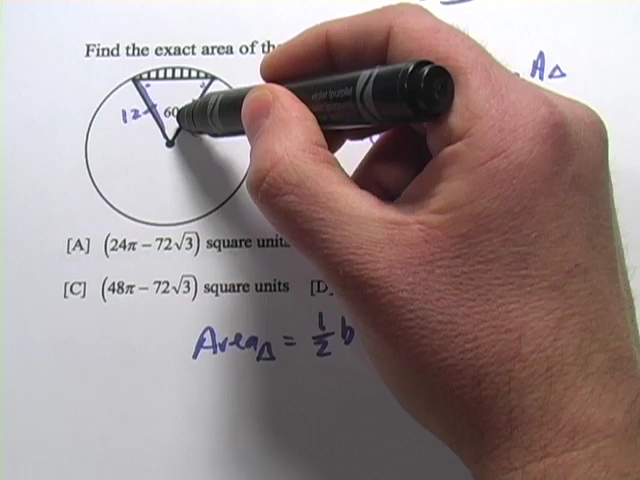 Find the exact area of th
A△
12
60
[A] (24π − 72√3) square unit
[C] (48π − 72√3) square units [D
Area△ = 1/2 b
violet (purple)